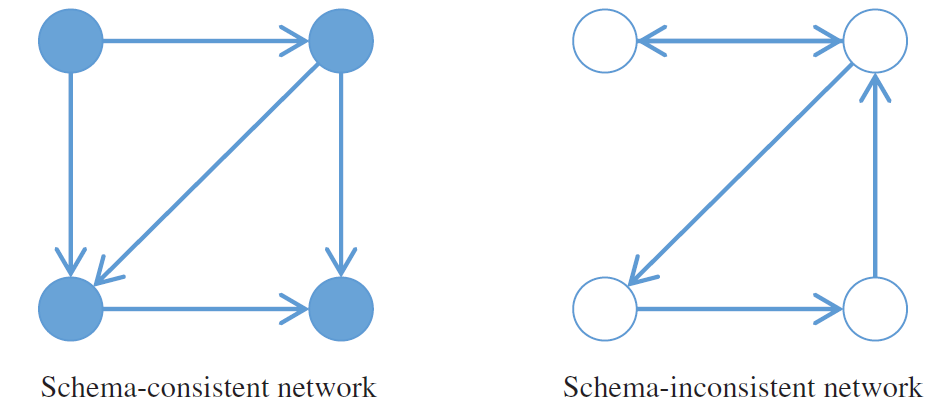 Schema-consistent network
Schema-inconsistent network